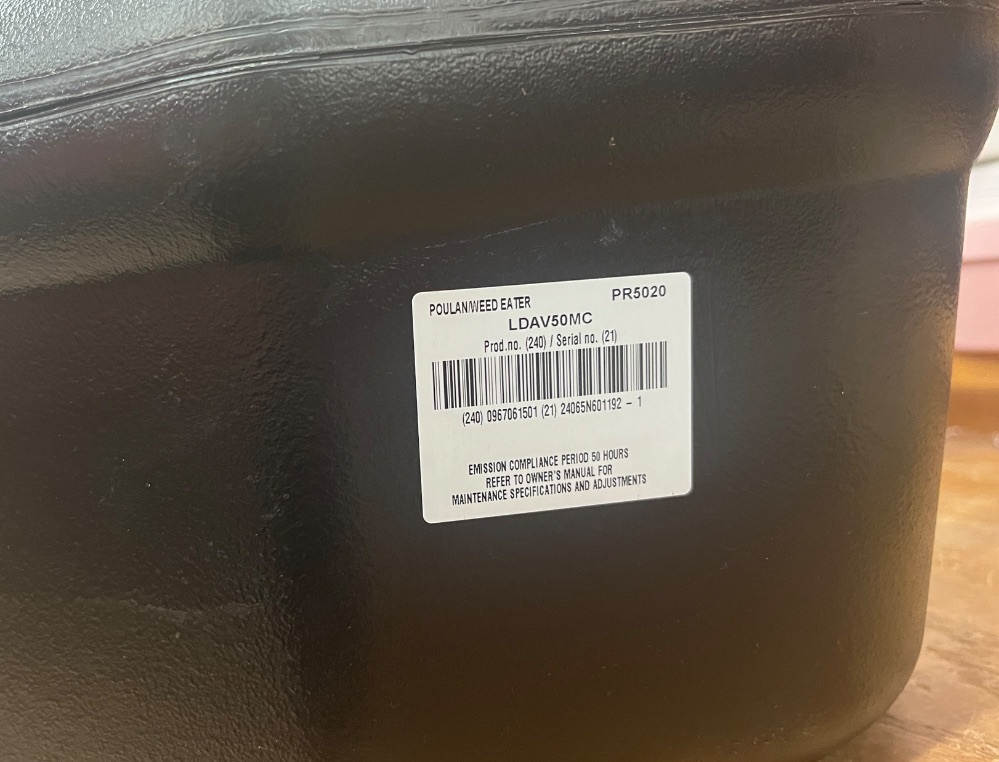 POULAN/WEED EATER PR5020
LDAV50MC
Prod.no. (240) / Serial no. (21)
(240) 0967061501 (21) 24065N601192 – 1
EMISSION COMPLIANCE PERIOD 50 HOURS
REFER TO OWNER'S MANUAL FOR
MAINTENANCE SPECIFICATIONS AND ADJUSTMENTS